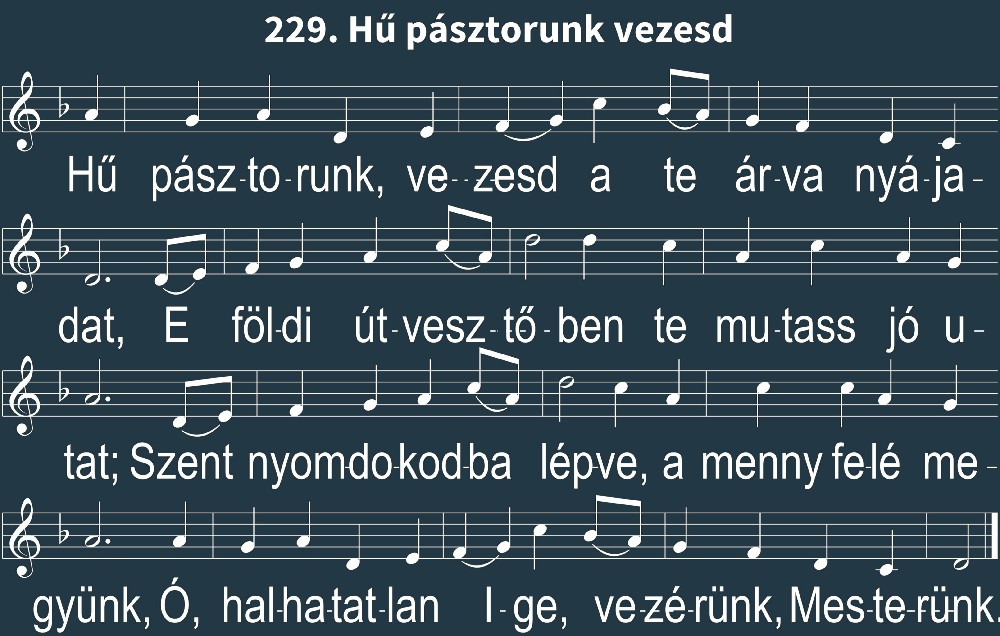 229. Hű pásztorunk vezesd
Hű pász-to-runk, ve--zesd a te ár-va nyá-ja-
dat, E föl-di út-vesz-tő-ben te mu-tass jó u-
tat; Szent nyom-do-kod-ba lép-ve, a menny fe-lé me-
gyünk, Ó, hal-ha-tat-lan I-ge, ve-zé-rünk, Mes-te-rünk.